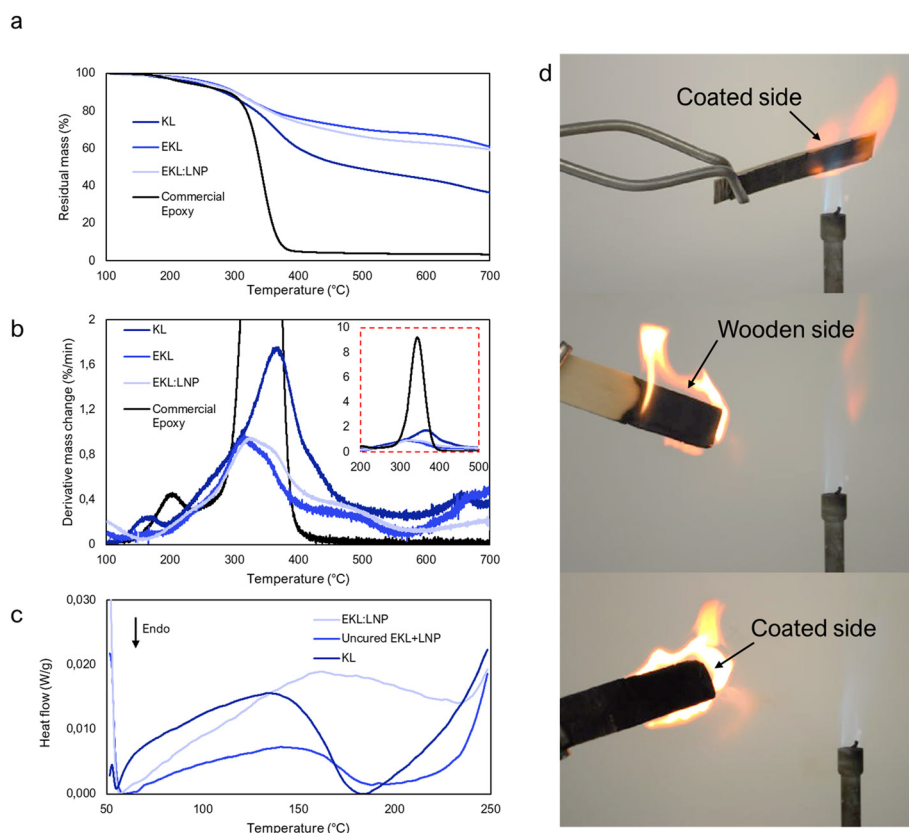 a
100
80
60
40
20
0
Residual mass (%)
KL
EKL
EKL:LNP
Commercial
Epoxy
100 200 300 400 500 600 700
Temperature (°C)
b
2
1,6
1,2
0,8
0,4
0
Derivative mass change (%/min)
KL
EKL
EKL:LNP
Commercial
Epoxy
10
8
6
4
2
0
200 300 400 500
100 200 300 400 500 600 700
Temperature (°C)
c
0,030
0,020
0,010
0,000
Heat flow (W/g)
Endo
EKL:LNP
Uncured EKL+LNP
KL
50 100 150 200 250
Temperature (°C)
d
Coated side
Wooden side
Coated side